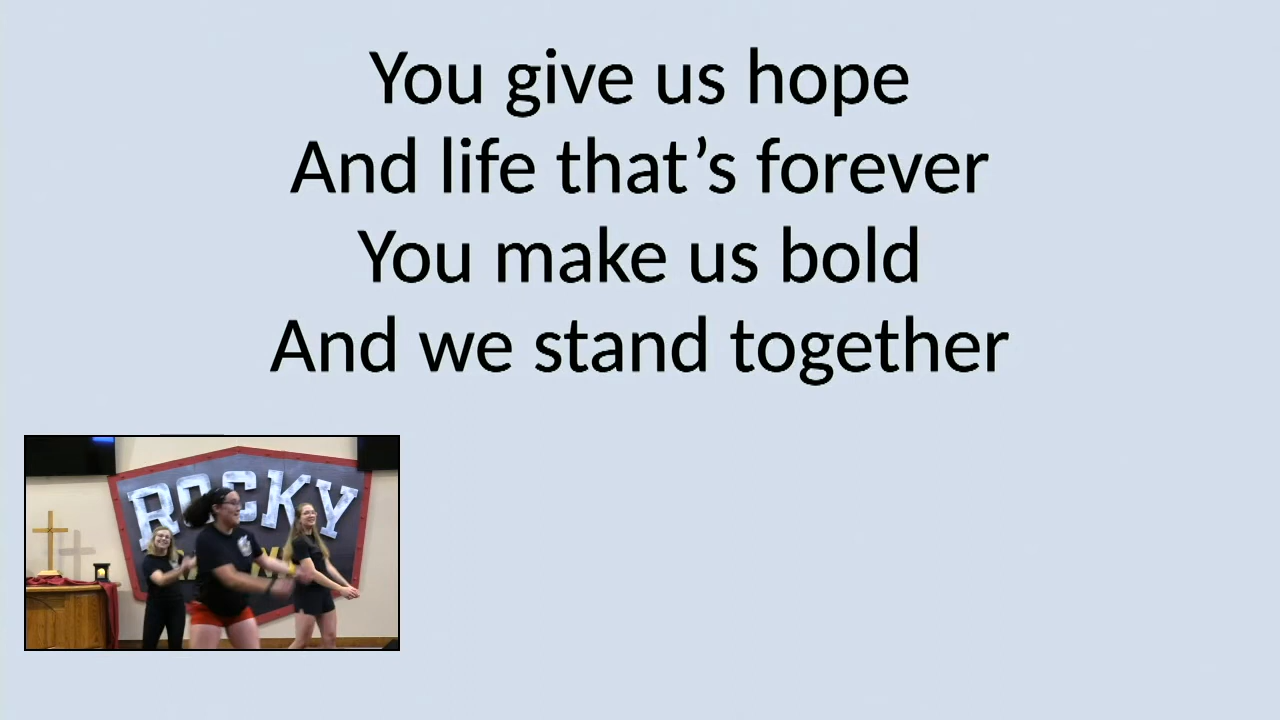 You give us hope
And life that’s forever
You make us bold
And we stand together
ROCKY